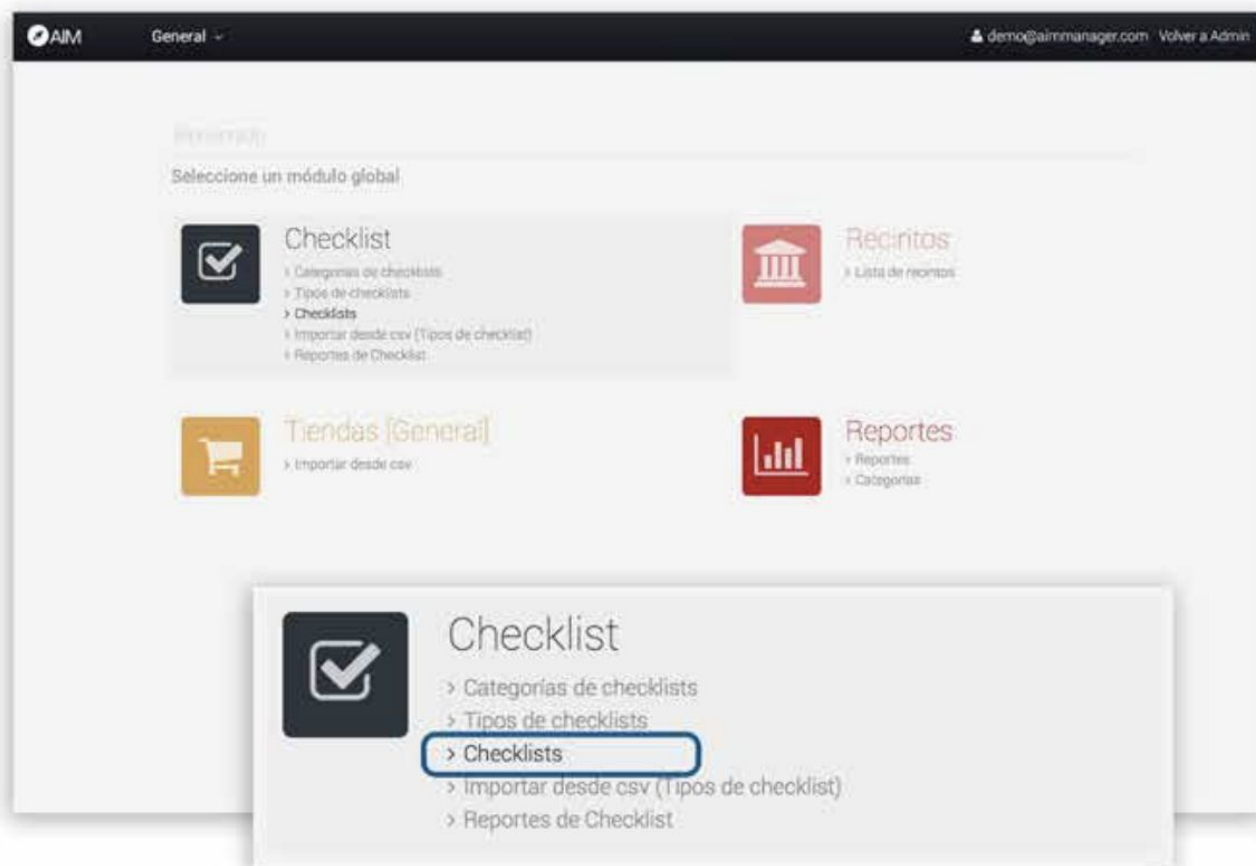 AIM General demo@aimmanager.com Volver a Admin
Bienvenido
Seleccione un módulo global
Checklist
> Categorías de checklists
> Tipos de checklists
> Checklists
> Importar desde csv (Tipos de checklist)
> Reportes de Checklist
Recintos
> Lista de recintos
Tiendas [General]
> Importar desde csv
Reportes
> Reportes
> Categorías
Checklist
> Categorías de checklists
> Tipos de checklists
> Checklists
> Importar desde csv (Tipos de checklist)
> Reportes de Checklist